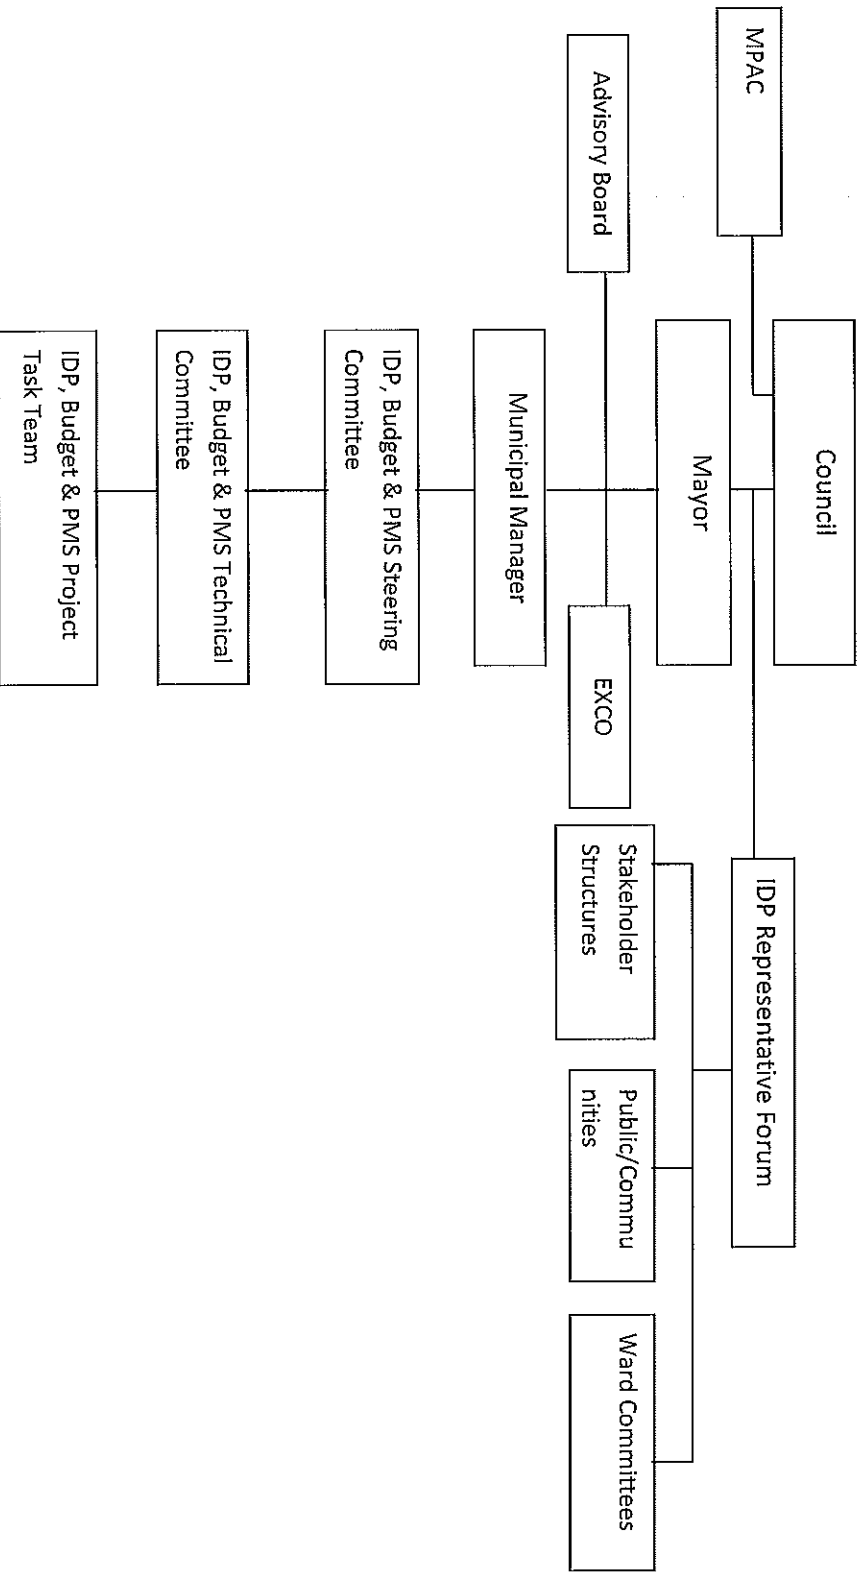 Council
MPAC
IDP Representative Forum
Mayor
Advisory Board
EXCO
Stakeholder
Structures
Public/Commu
nities
Ward Committees
Municipal Manager
IDP, Budget & PMS Steering
Committee
IDP, Budget & PMS Technical
Committee
IDP, Budget & PMS Project
Task Team